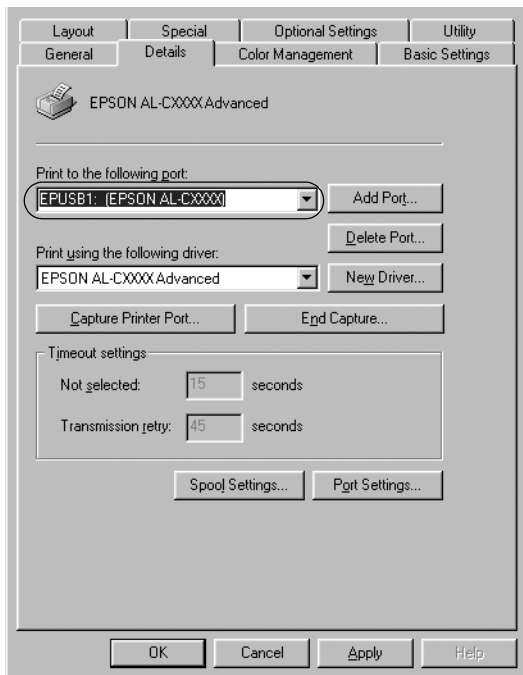 Layout Special Optional Settings Utility
General Details Color Management Basic Settings
EPSON AL-CXXXX Advanced
Print to the following port:
EPUSB1: (EPSON AL-CXXXX)
Add Port...
Delete Port...
Print using the following driver:
EPSON AL-CXXXX Advanced
New Driver...
Capture Printer Port... End Capture...
Timeout settings
Not selected: 15 seconds
Transmission retry: 45 seconds
Spool Settings... Port Settings...
OK Cancel Apply Help